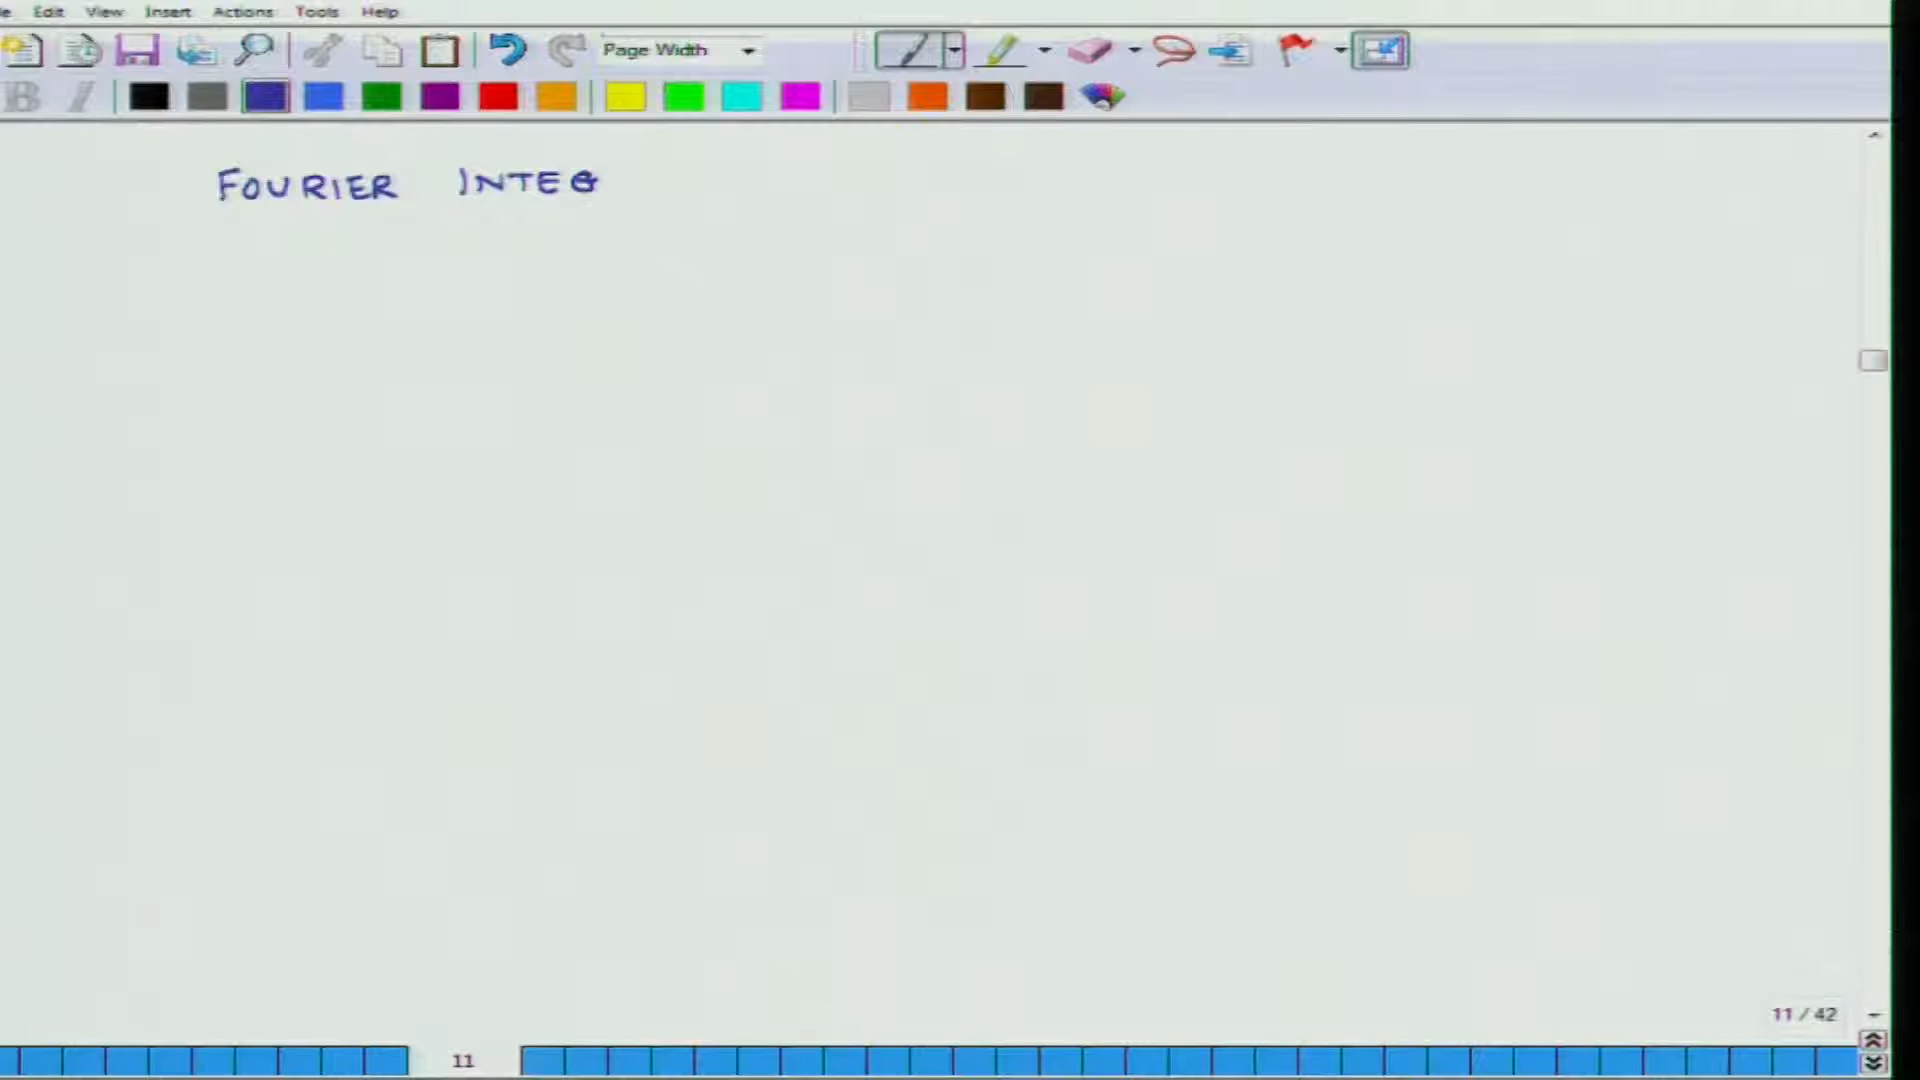 Edit View Insert Actions Tools Help
Page Width
B I
FOURIER INTEG
11 / 42
11